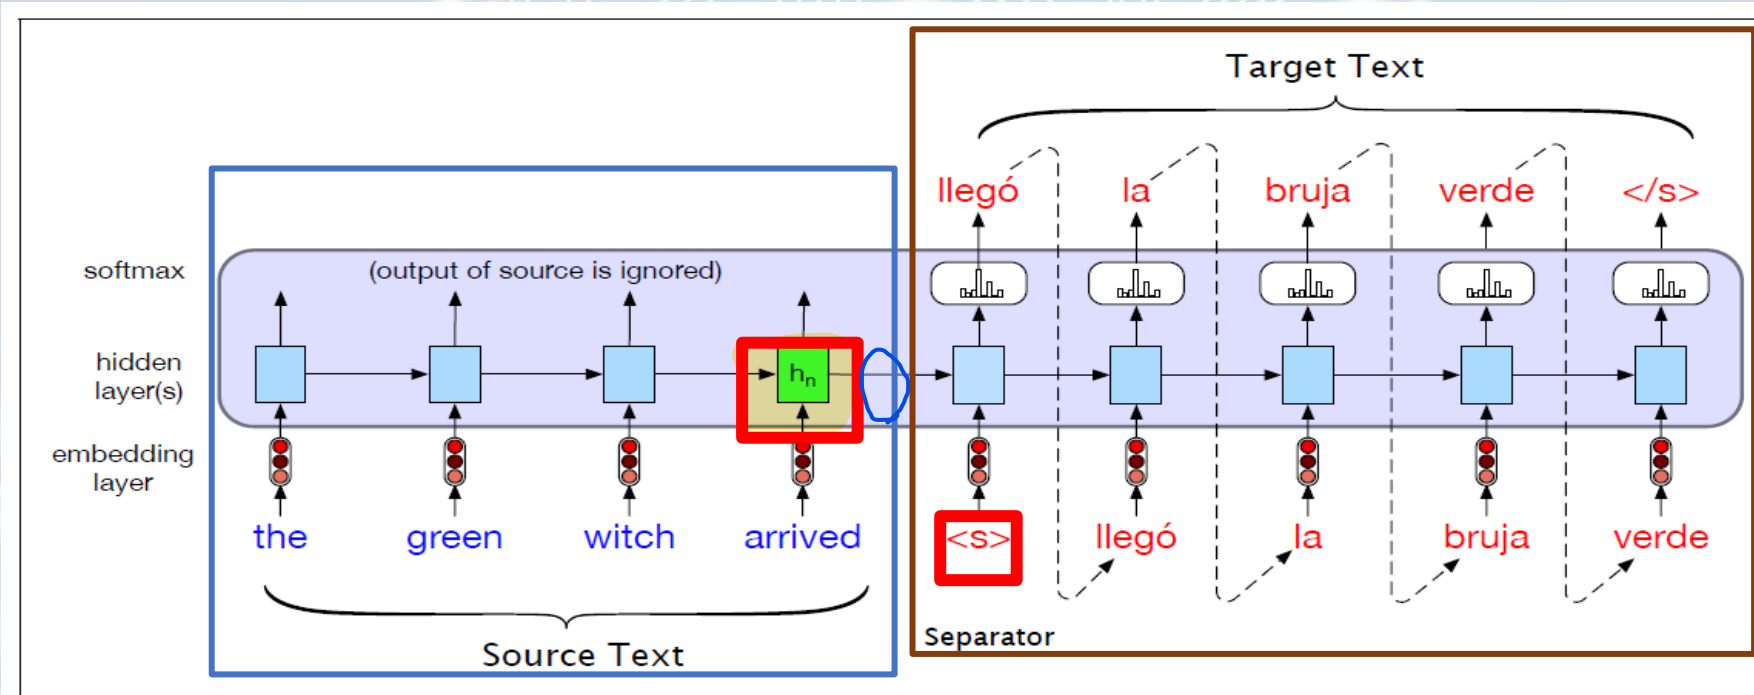 Target Text
llegó la bruja verde </s>
softmax (output of source is ignored)
hidden
layer(s)
hn
embedding
layer
the green witch arrived <s> llegó la bruja verde
Separator
Source Text